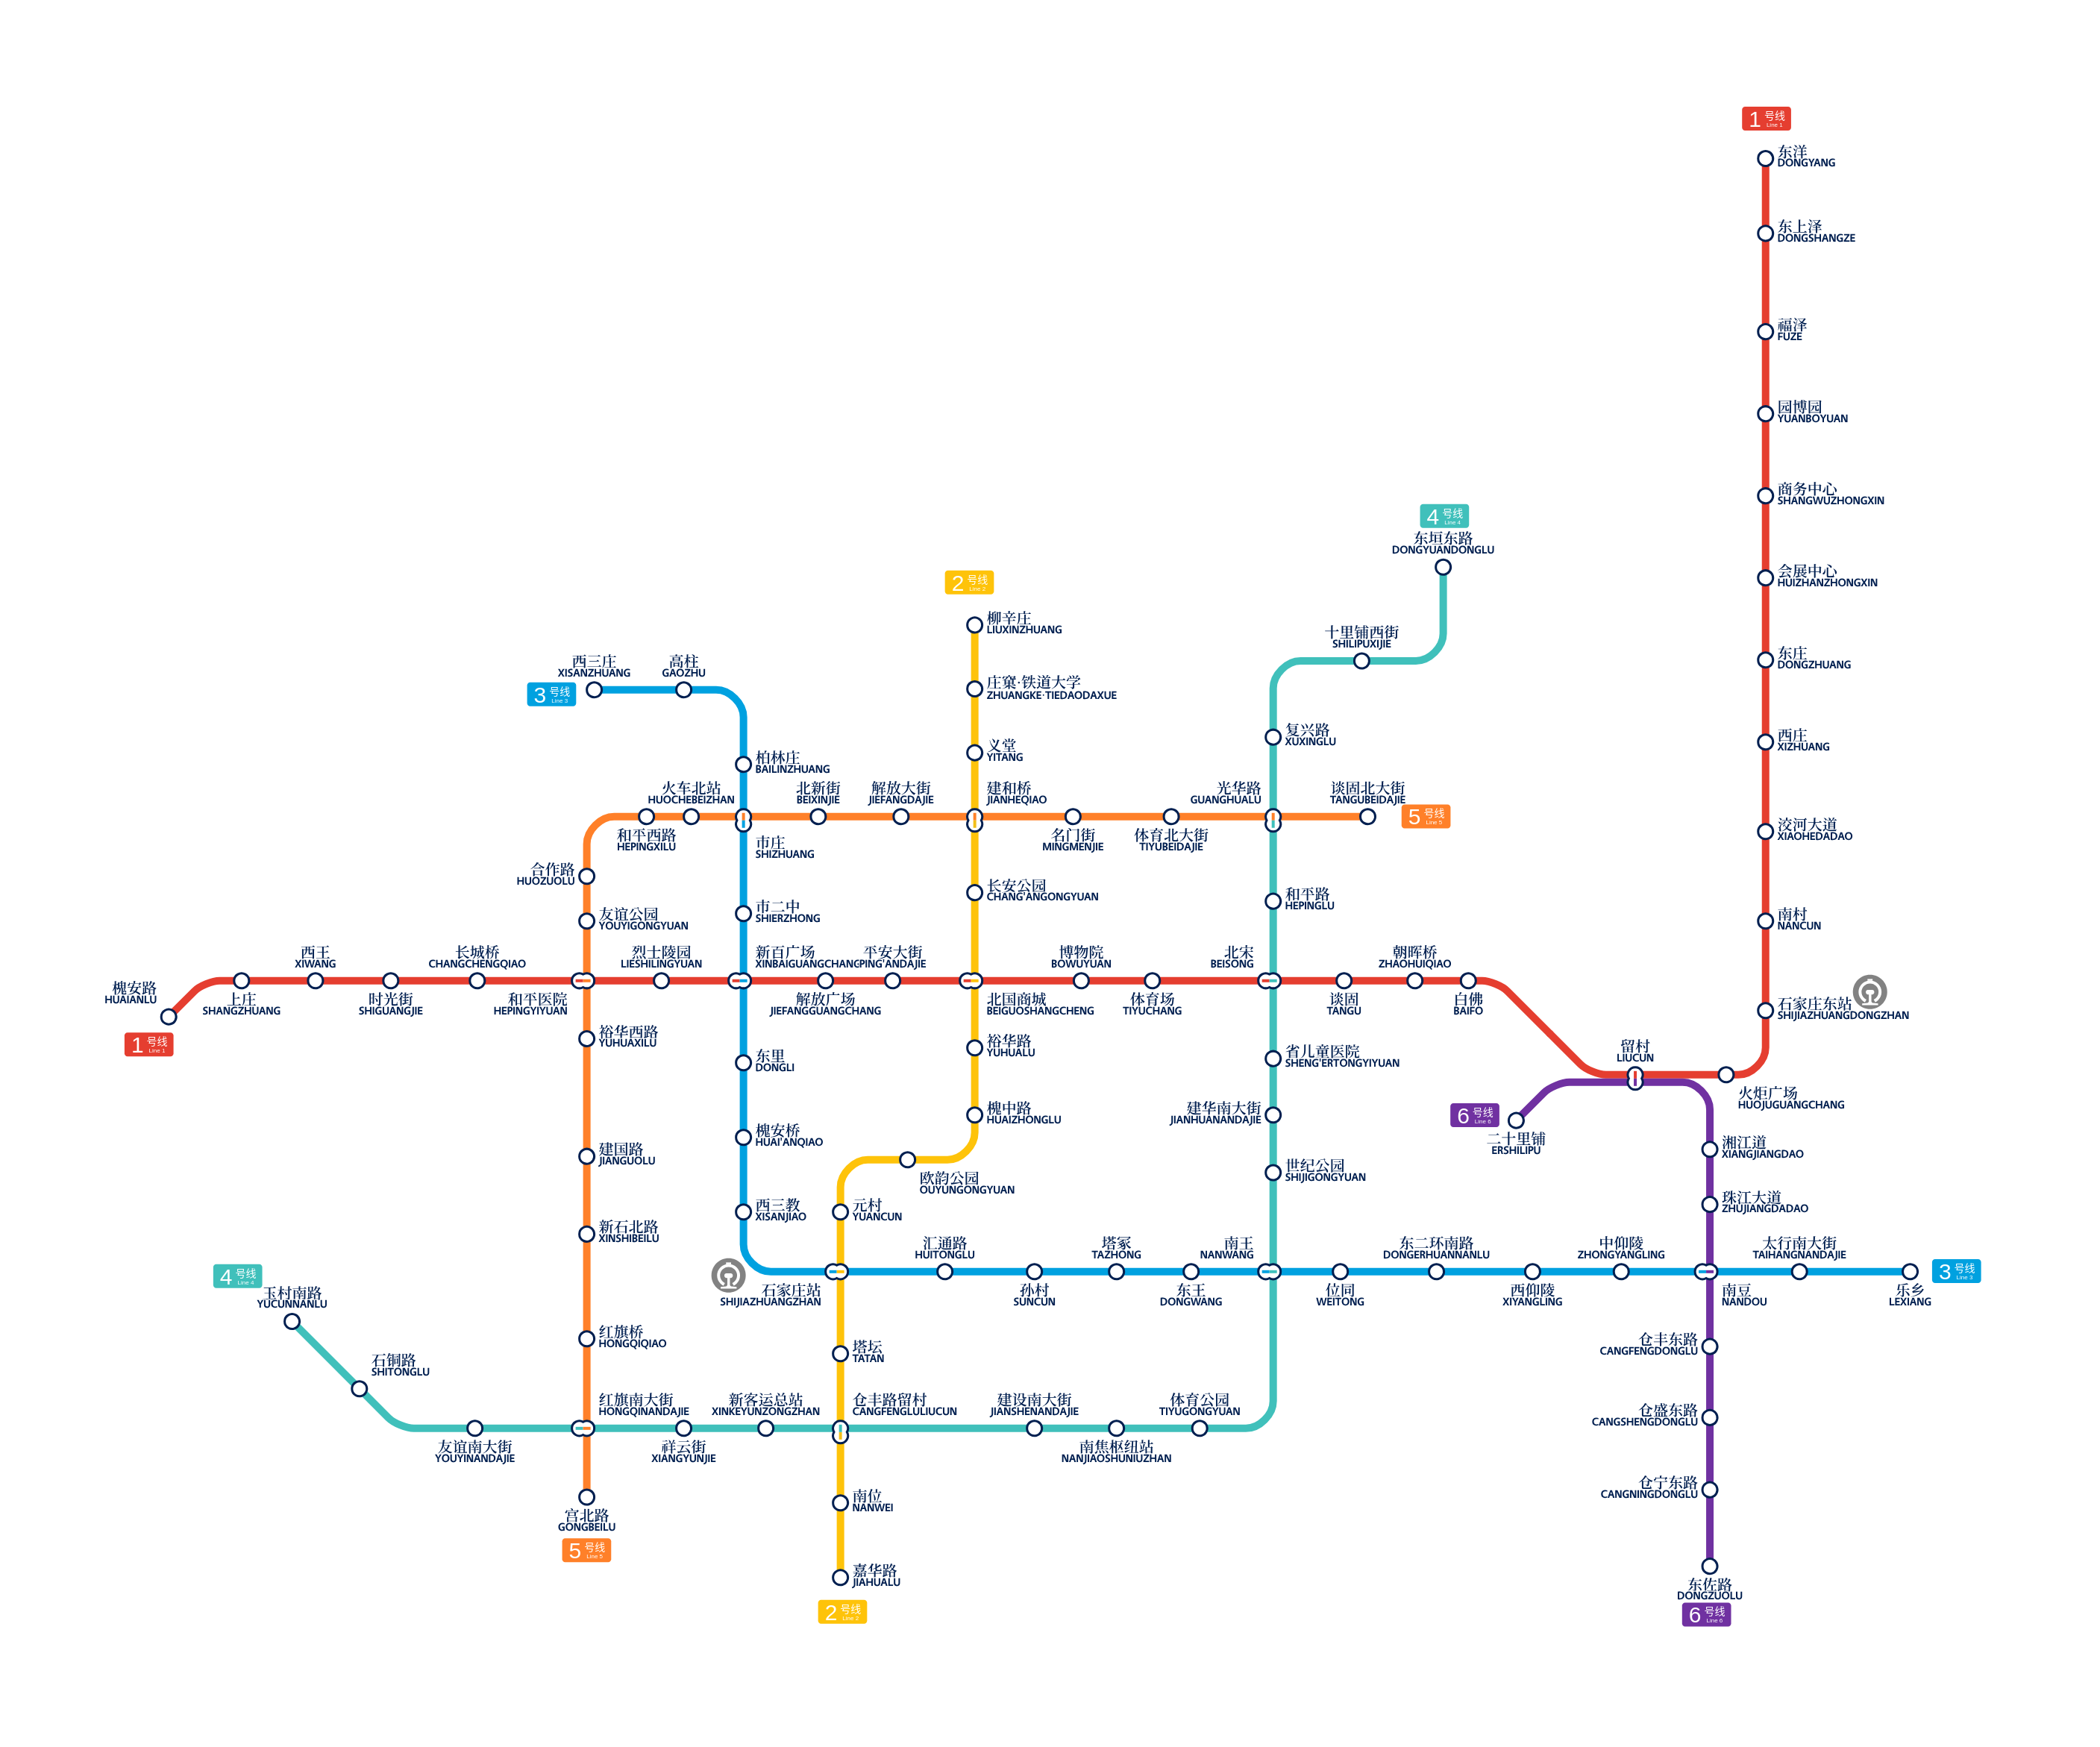 1 号线
Line 1
东洋
DONGYANG
东上泽
DONGSHANGZE
福泽
FUZE
园博园
YUANBOYUAN
商务中心
SHANGWUZHONGXIN
会展中心
HUIZHANZHONGXIN
东庄
DONGZHUANG
西庄
XIZHUANG
洨河大道
XIAOHEDADAO
南村
NANCUN
石家庄东站
SHIJIAZHUANGDONGZHAN
火炬广场
HUOJUGUANGCHANG
留村
LIUCUN
白佛
BAIFO
朝晖桥
ZHAOHUIQIAO
谈固
TANGU
北宋
BEISONG
体育场
TIYUCHANG
博物院
BOWUYUAN
北国商城
BEIGUOSHANGCHENG
平安大街
PING'ANDAJIE
解放广场
JIEFANGGUANGCHANG
新百广场
XINBAIGUANGCHANG
烈士陵园
LIESHILINGYUAN
和平医院
HEPINGYIYUAN
长城桥
CHANGCHENGQIAO
时光街
SHIGUANGJIE
西王
XIWANG
上庄
SHANGZHUANG
槐安路
HUAIANLU
1 号线
Line 1
2 号线
Line 2
柳辛庄
LIUXINZHUANG
庄窠·铁道大学
ZHUANGKE·TIEDAODAXUE
义堂
YITANG
建和桥
JIANHEQIAO
长安公园
CHANG'ANGONGYUAN
裕华路
YUHUALU
槐中路
HUAIZHONGLU
欧韵公园
OUYUNGONGYUAN
元村
YUANCUN
石家庄站
SHIJIAZHUANGZHAN
塔坛
TATAN
仓丰路留村
CANGFENGLULIUCUN
南位
NANWEI
嘉华路
JIAHUALU
2 号线
Line 2
3 号线
Line 3
西三庄
XISANZHUANG
高柱
GAOZHU
柏林庄
BAILINZHUANG
市庄
SHIZHUANG
市二中
SHIERZHONG
东里
DONGLI
槐安桥
HUAI'ANQIAO
西三教
XISANJIAO
汇通路
HUITONGLU
孙村
SUNCUN
塔冢
TAZHONG
东王
DONGWANG
南王
NANWANG
位同
WEITONG
东二环南路
DONGERHUANNANLU
西仰陵
XIYANGLING
中仰陵
ZHONGYANGLING
南豆
NANDOU
太行南大街
TAIHANGNANDAJIE
乐乡
LEXIANG
3 号线
Line 3
4 号线
Line 4
东垣东路
DONGYUANDONGLU
十里铺西街
SHILIPUXIJIE
复兴路
XUXINGLU
光华路
GUANGHUALU
和平路
HEPINGLU
省儿童医院
SHENG'ERTONGYIYUAN
建华南大街
JIANHUANANDAJIE
世纪公园
SHIJIGONGYUAN
体育公园
TIYUGONGYUAN
南焦枢纽站
NANJIAOSHUNIUZHAN
建设南大街
JIANSHENANDAJIE
新客运总站
XINKEYUNZONGZHAN
祥云街
XIANGYUNJIE
红旗南大街
HONGQINANDAJIE
友谊南大街
YOUYINANDAJIE
石铜路
SHITONGLU
玉村南路
YUCUNNANLU
4 号线
Line 4
谈固北大街
TANGUBEIDAJIE
5 号线
Line 5
体育北大街
TIYUBEIDAJIE
名门街
MINGMENJIE
解放大街
JIEFANGDAJIE
北新街
BEIXINJIE
火车北站
HUOCHEBEIZHAN
和平西路
HEPINGXILU
合作路
HUOZUOLU
友谊公园
YOUYIGONGYUAN
裕华西路
YUHUAXILU
建国路
JIANGUOLU
新石北路
XINSHIBEILU
红旗桥
HONGQIQIAO
宫北路
GONGBEILU
5 号线
Line 5
6 号线
Line 6
二十里铺
ERSHILIPU
湘江道
XIANGJIANGDAO
珠江大道
ZHUJIANGDADAO
仓丰东路
CANGFENGDONGLU
仓盛东路
CANGSHENGDONGLU
仓宁东路
CANGNINGDONGLU
东佐路
DONGZUOLU
6 号线
Line 6